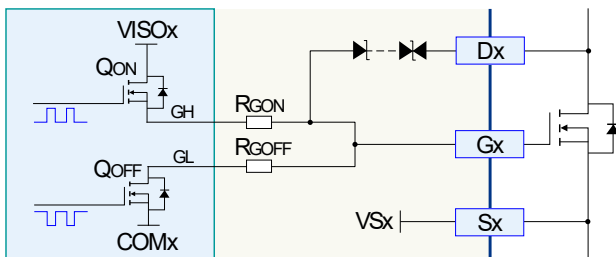 VISOx
QON
GH
RGON
Dx
RGOFF
Gx
GL
QOFF
VSx
Sx
COMx